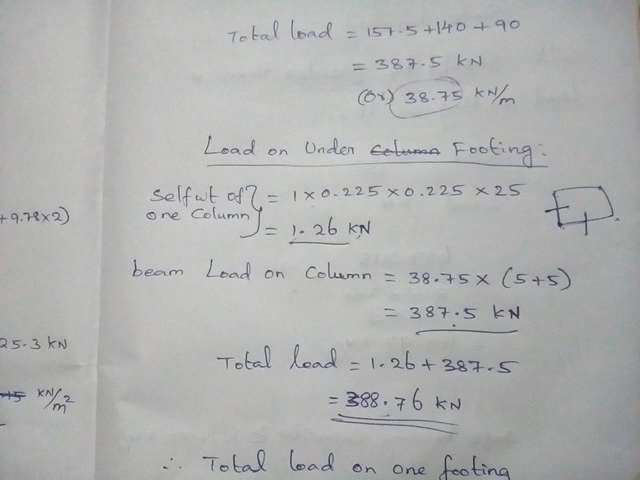 Total load = 157.5 + 140 + 90
= 387.5 KN
(Or) 38.75 KN/m
Load on Under Column Footing:
Self wt of one Column } = 1 x 0.225 x 0.225 x 25
= 1.26 KN
+9.78x2)
beam Load on Column = 38.75 x (5+5)
= 387.5 KN
25.3 KN
Total load = 1.26 + 387.5
KN/m²
= 388.76 KN
∴ Total load on one footing